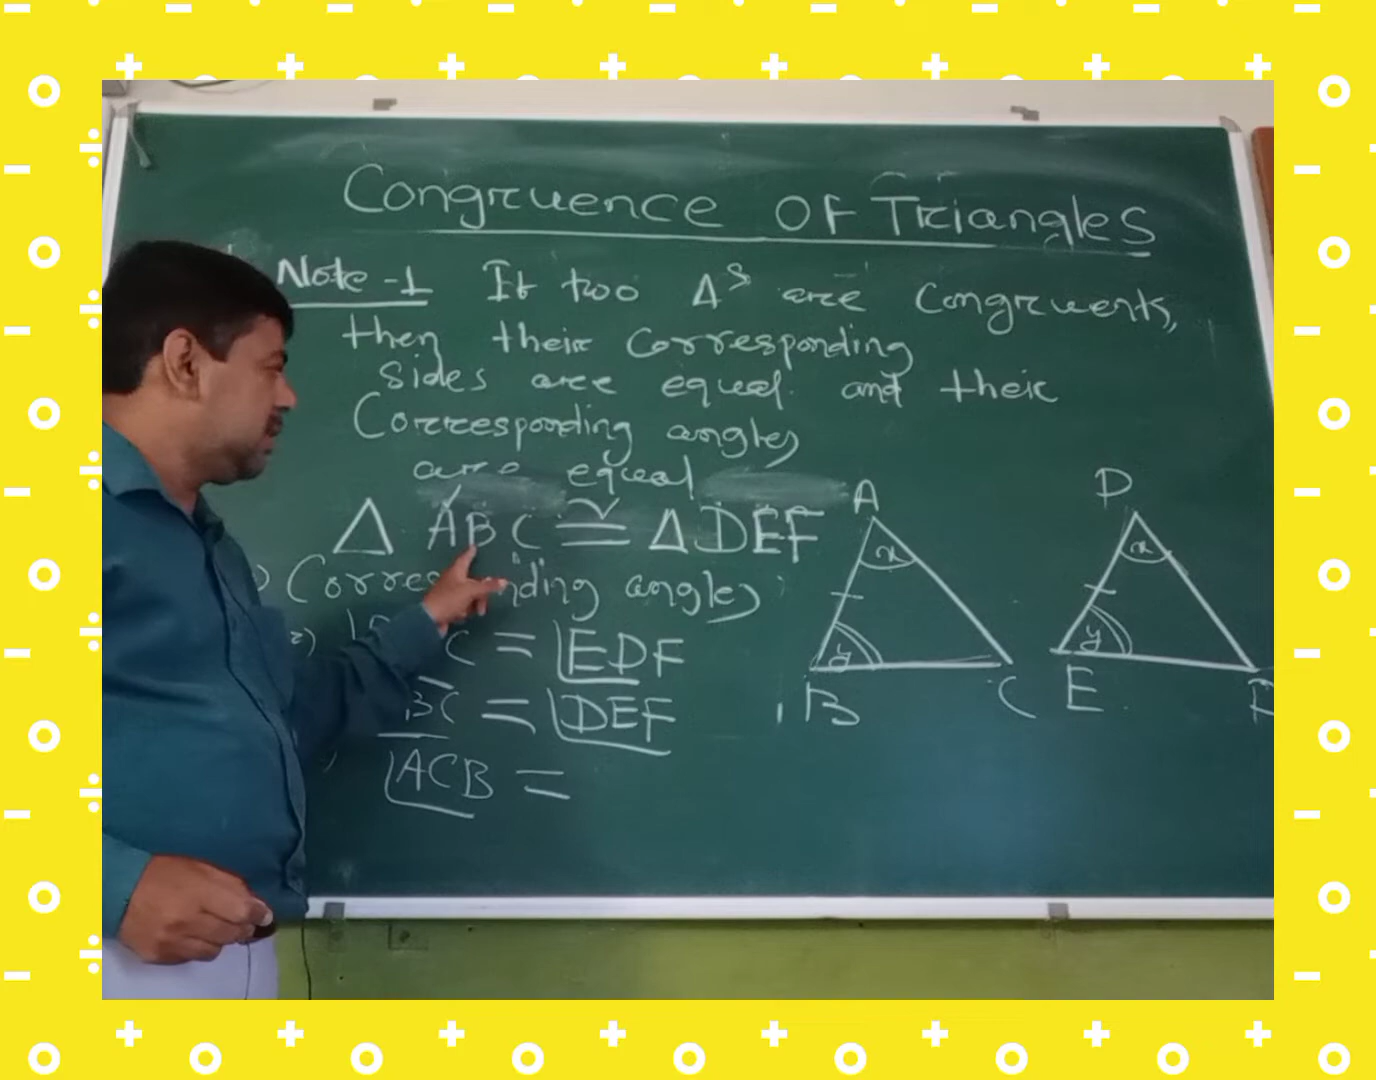 Congruence OF Triangles
Note -1 If two Δs are Congruents,
then their Corresponding
sides are equal and their
Corresponding angles
are equal
Δ ABC ≅ Δ DEF
angles
C = ∠EDF
BC = ∠DEF
∠ACB =
A
x
y
B
C
D
x
y
E
F